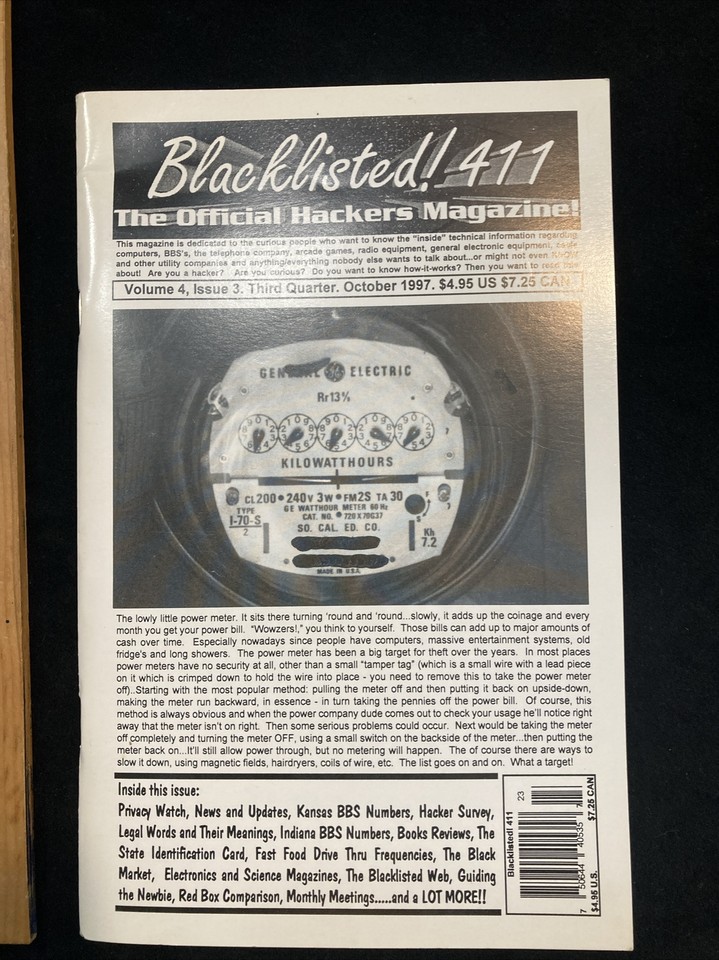 Blacklisted! 411
The Official Hackers Magazine!
This magazine is dedicated to the curious people who want to know the "inside" technical information regarding
computers, BBS's, the telephone company, arcade games, radio equipment, general electronic equipment,
and other utility companies and anything/everything nobody else wants to talk about...or might not even KNOW
about! Are you a hacker? Are you curious? Do you want to know how-it-works? Then you want to read
Volume 4, Issue 3. Third Quarter. October 1997. $4.95 US $7.25 CAN
GENERAL GE ELECTRIC
Rr13⅝
KILOWATTHOURS
CL200•240V 3W•FM2S TA 30
GE WATTHOUR METER 60 Hz
TYPE
CAT. NO. • 720X70G37
I-70-S
2
SO. CAL. ED. CO.
Kh
7.2
MADE IN U.S.A.
The lowly little power meter. It sits there turning 'round and 'round...slowly, it adds up the coinage and every
month you get your power bill. "Wowzers!," you think to yourself. Those bills can add up to major amounts of
cash over time. Especially nowadays since people have computers, massive entertainment systems, old
fridge's and long showers. The power meter has been a big target for theft over the years. In most places
power meters have no security at all, other than a small "tamper tag" (which is a small wire with a lead piece
on it which is crimped down to hold the wire into place - you need to remove this to take the power meter
off)..Starting with the most popular method: pulling the meter off and then putting it back on upside-down,
making the meter run backward, in essence - in turn taking the pennies off the power bill. Of course, this
method is always obvious and when the power company dude comes out to check your usage he'll notice right
away that the meter isn't on right. Then some serious problems could occur. Next would be taking the meter
off completely and turning the meter OFF, using a small switch on the backside of the meter...then putting the
meter back on...It'll still allow power through, but no metering will happen. The of course there are ways to
slow it down, using magnetic fields, hairdryers, coils of wire, etc. The list goes on and on. What a target!
Inside this issue:
Privacy Watch, News and Updates, Kansas BBS Numbers, Hacker Survey,
Legal Words and Their Meanings, Indiana BBS Numbers, Books Reviews, The
State Identification Card, Fast Food Drive Thru Frequencies, The Black
Market, Electronics and Science Magazines, The Blacklisted Web, Guiding
the Newbie, Red Box Comparison, Monthly Meetings.....and a LOT MORE!!
Blacklisted! 411
23
7 50644 40535 7
$4.95 U.S. $7.25 CAN